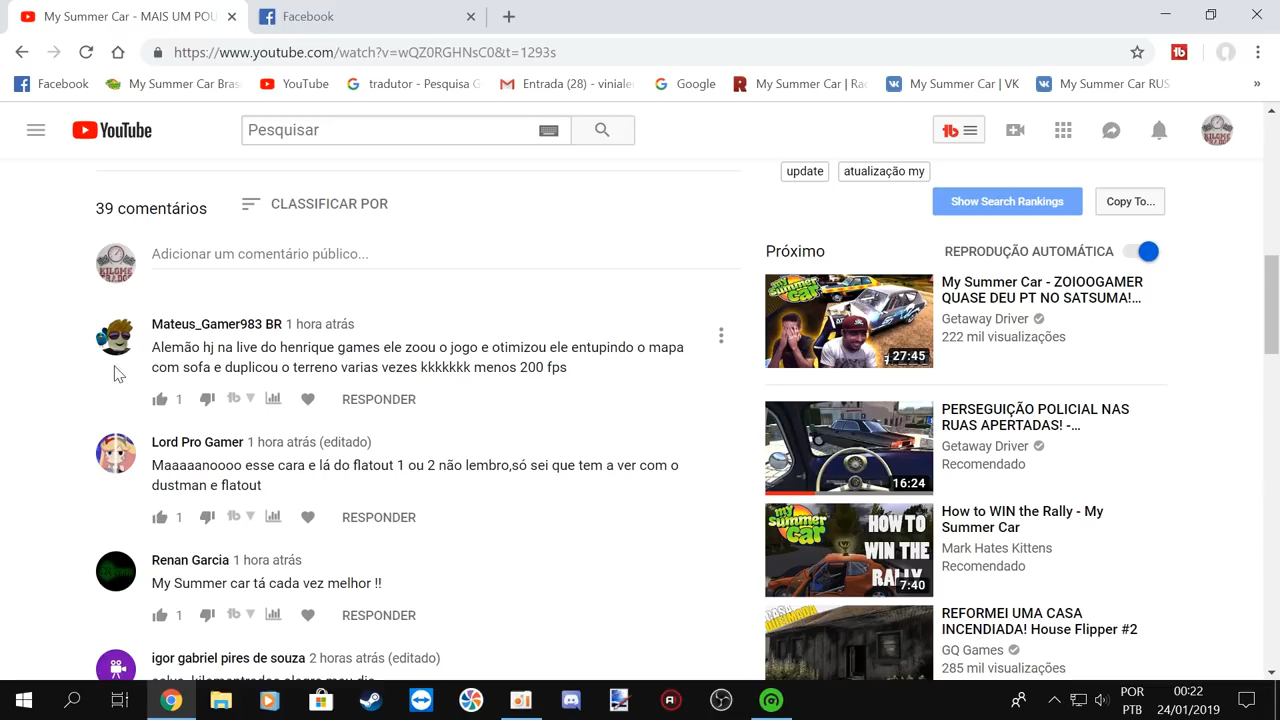 My Summer Car - MAIS UM POU
Facebook
https://www.youtube.com/watch?v=wQZ0RGHNsC0&t=1293s
Facebook
My Summer Car Bras
YouTube
tradutor - Pesquisa G
Entrada (28) - vinialer
Google
My Summer Car | Rac
My Summer Car | VK
My Summer Car RUS
»
YouTube
Pesquisar
update
atualização my
39 comentários
CLASSIFICAR POR
Show Search Rankings
Copy To...
Adicionar um comentário público...
Próximo
REPRODUÇÃO AUTOMÁTICA
Mateus_Gamer983 BR 1 hora atrás
Alemão hj na live do henrique games ele zoou o jogo e otimizou ele entupindo o mapa
com sofa e duplicou o terreno varias vezes kkkkkkk menos 200 fps
1
RESPONDER
Lord Pro Gamer 1 hora atrás (editado)
Maaaaanoooo esse cara e lá do flatout 1 ou 2 não lembro,só sei que tem a ver com o
dustman e flatout
1
RESPONDER
Renan Garcia 1 hora atrás
My Summer car tá cada vez melhor !!
1
RESPONDER
igor gabriel pires de souza 2 horas atrás (editado)
27:45
My Summer Car - ZOIOOGAMER
QUASE DEU PT NO SATSUMA!...
Getaway Driver
222 mil visualizações
16:24
PERSEGUIÇÃO POLICIAL NAS
RUAS APERTADAS! -...
Getaway Driver
Recomendado
my
Summer
Car
HOW TO
WIN THE
RALLY
7:40
How to WIN the Rally - My
Summer Car
Mark Hates Kittens
Recomendado
REFORMEI UMA CASA
INCENDIADA! House Flipper #2
GQ Games
285 mil visualizações
POR
PTB
00:22
24/01/2019